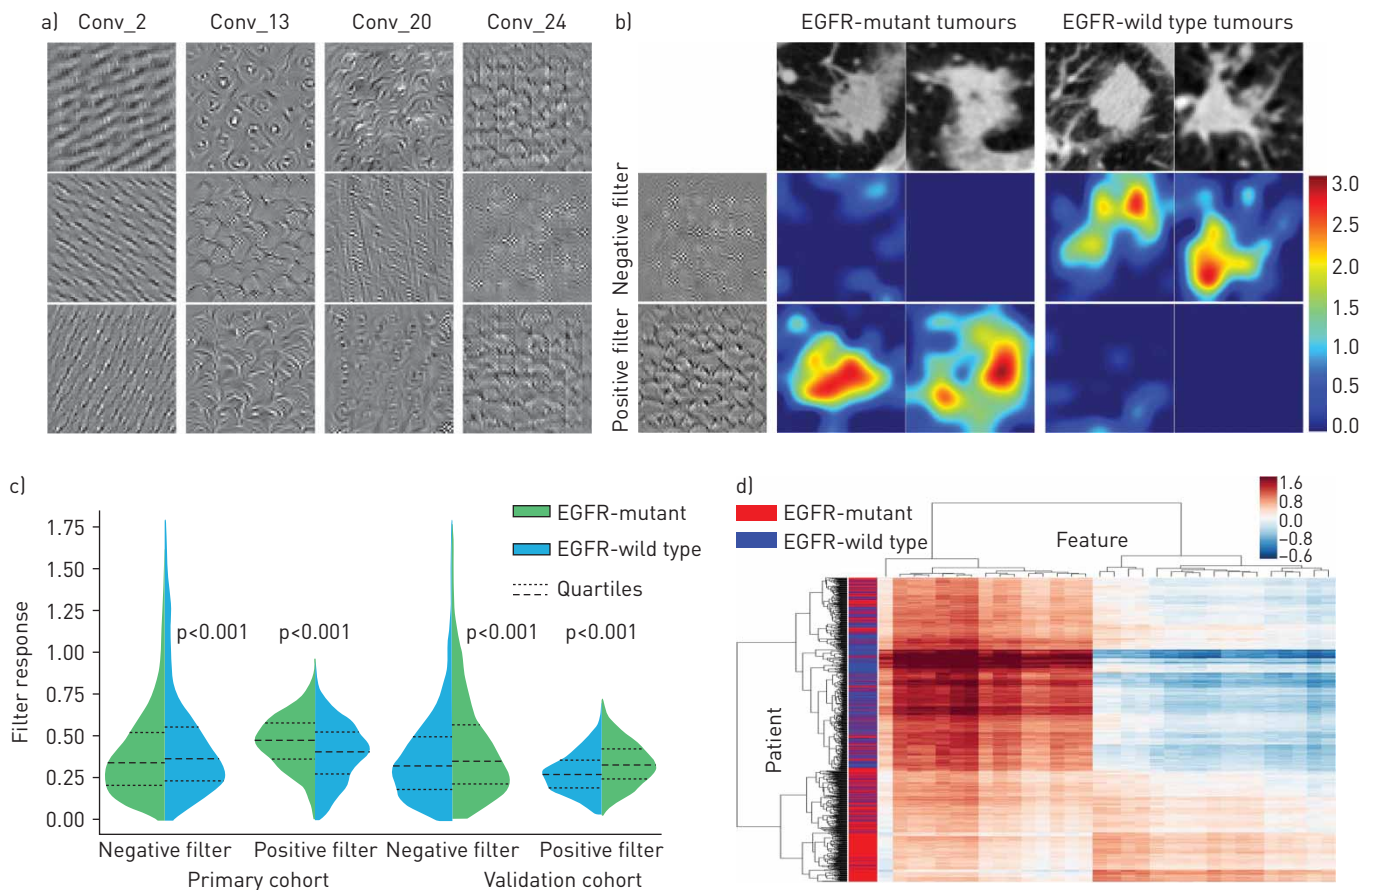 a)
Conv_2 Conv_13 Conv_20 Conv_24
b)
EGFR-mutant tumours EGFR-wild type tumours
Negative filter
Positive filter
3.0
2.5
2.0
1.5
1.0
0.5
0.0
c)
EGFR-mutant
EGFR-wild type
Quartiles
Filter response
1.75
1.50
1.25
1.00
0.75
0.50
0.25
0.00
p<0.001 p<0.001 p<0.001 p<0.001
Negative filter Positive filter Negative filter Positive filter
Primary cohort Validation cohort
d)
EGFR-mutant
EGFR-wild type
Feature
1.6
0.8
0.0
−0.6
−0.8
Patient